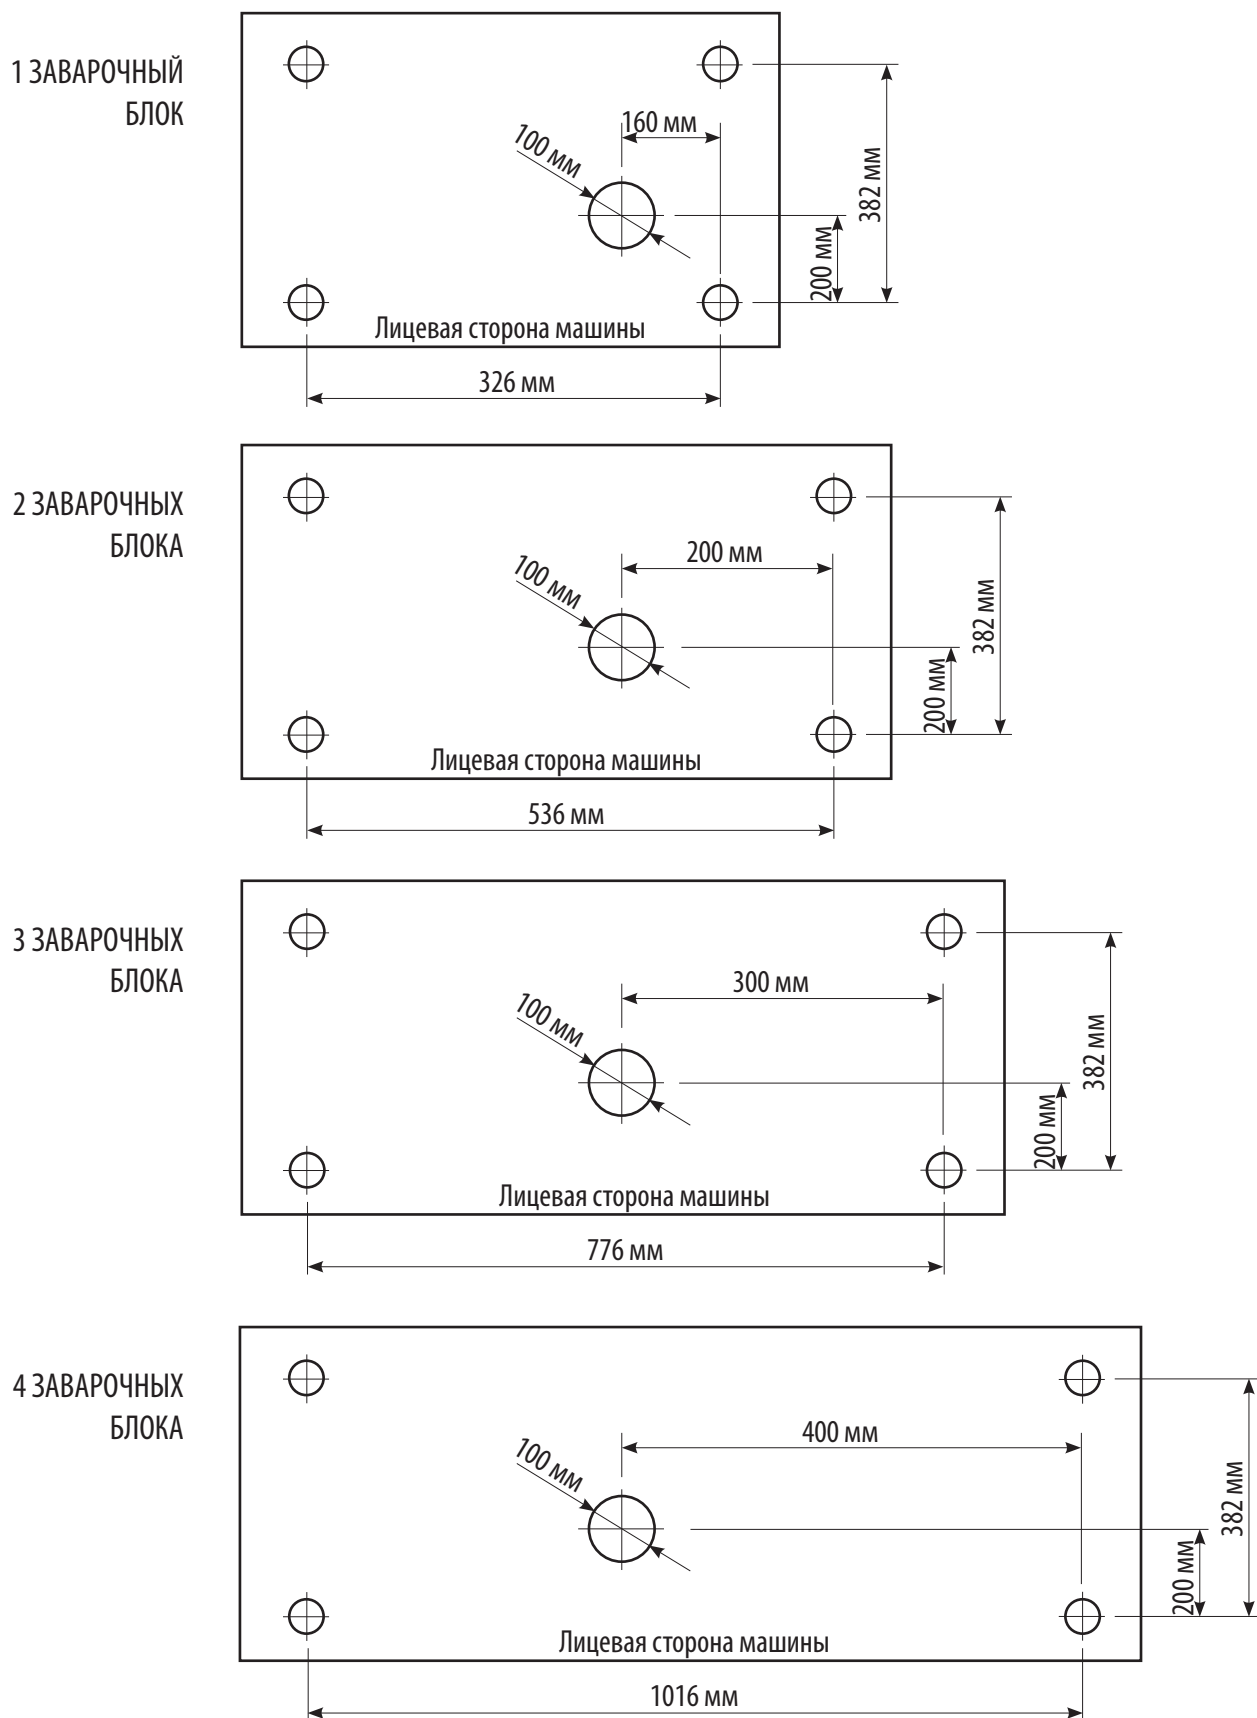 1 ЗАВАРОЧНЫЙ
БЛОК
160 мм
100 мм
382 мм
200 мм
Лицевая сторона машины
326 мм
2 ЗАВАРОЧНЫХ
БЛОКА
200 мм
100 мм
382 мм
200 мм
Лицевая сторона машины
536 мм
3 ЗАВАРОЧНЫХ
БЛОКА
300 мм
100 мм
382 мм
200 мм
Лицевая сторона машины
776 мм
4 ЗАВАРОЧНЫХ
БЛОКА
400 мм
100 мм
382 мм
200 мм
Лицевая сторона машины
1016 мм